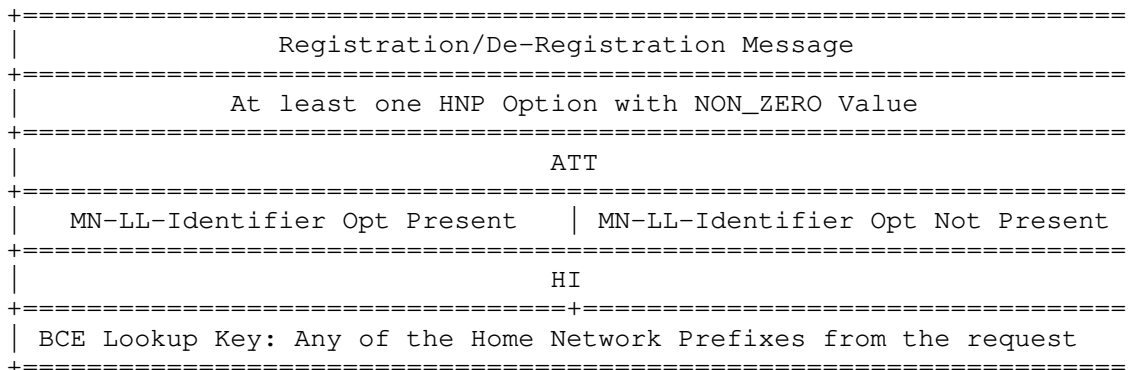 +=====================================================================
|                Registration/De-Registration Message
+=====================================================================
|             At least one HNP Option with NON_ZERO Value
+=====================================================================
|                                 ATT
+=====================================================================
|   MN-LL-Identifier Opt Present   | MN-LL-Identifier Opt Not Present
+=====================================================================
|                                 HI
+==================================+==================================
| BCE Lookup Key: Any of the Home Network Prefixes from the request
+=====================================================================